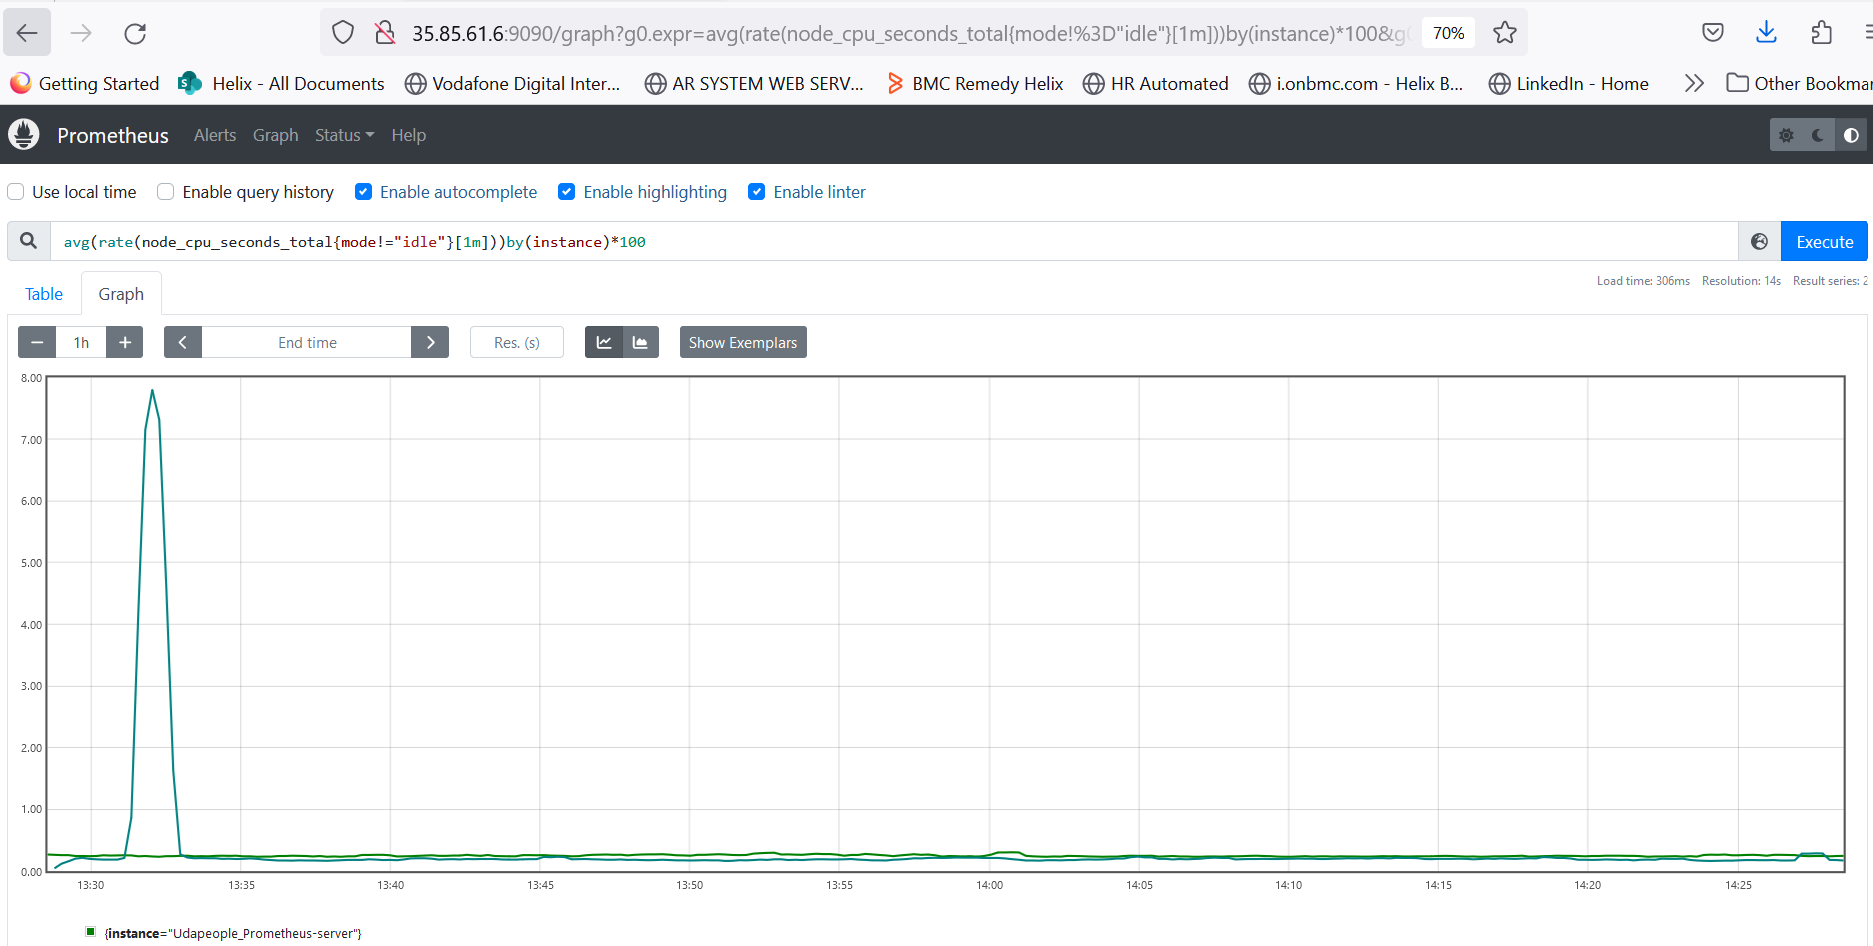 35.85.61.6:9090/graph?g0.expr=avg(rate(node_cpu_seconds_total{mode!%3D"idle"}[1m]))by(instance)*100&g0 70%
Getting Started Helix - All Documents Vodafone Digital Inter... AR SYSTEM WEB SERV... BMC Remedy Helix HR Automated i.onbmc.com - Helix B... LinkedIn - Home Other Bookmar
Prometheus Alerts Graph Status Help
Use local time Enable query history Enable autocomplete Enable highlighting Enable linter
avg(rate(node_cpu_seconds_total{mode!="idle"}[1m]))by(instance)*100 Execute
Load time: 306ms Resolution: 14s Result series: 2
Table Graph
1h End time Res. (s) Show Exemplars
8.00
7.00
6.00
5.00
4.00
3.00
2.00
1.00
0.00
13:30 13:35 13:40 13:45 13:50 13:55 14:00 14:05 14:10 14:15 14:20 14:25
{instance="Udapeople_Prometheus-server"}